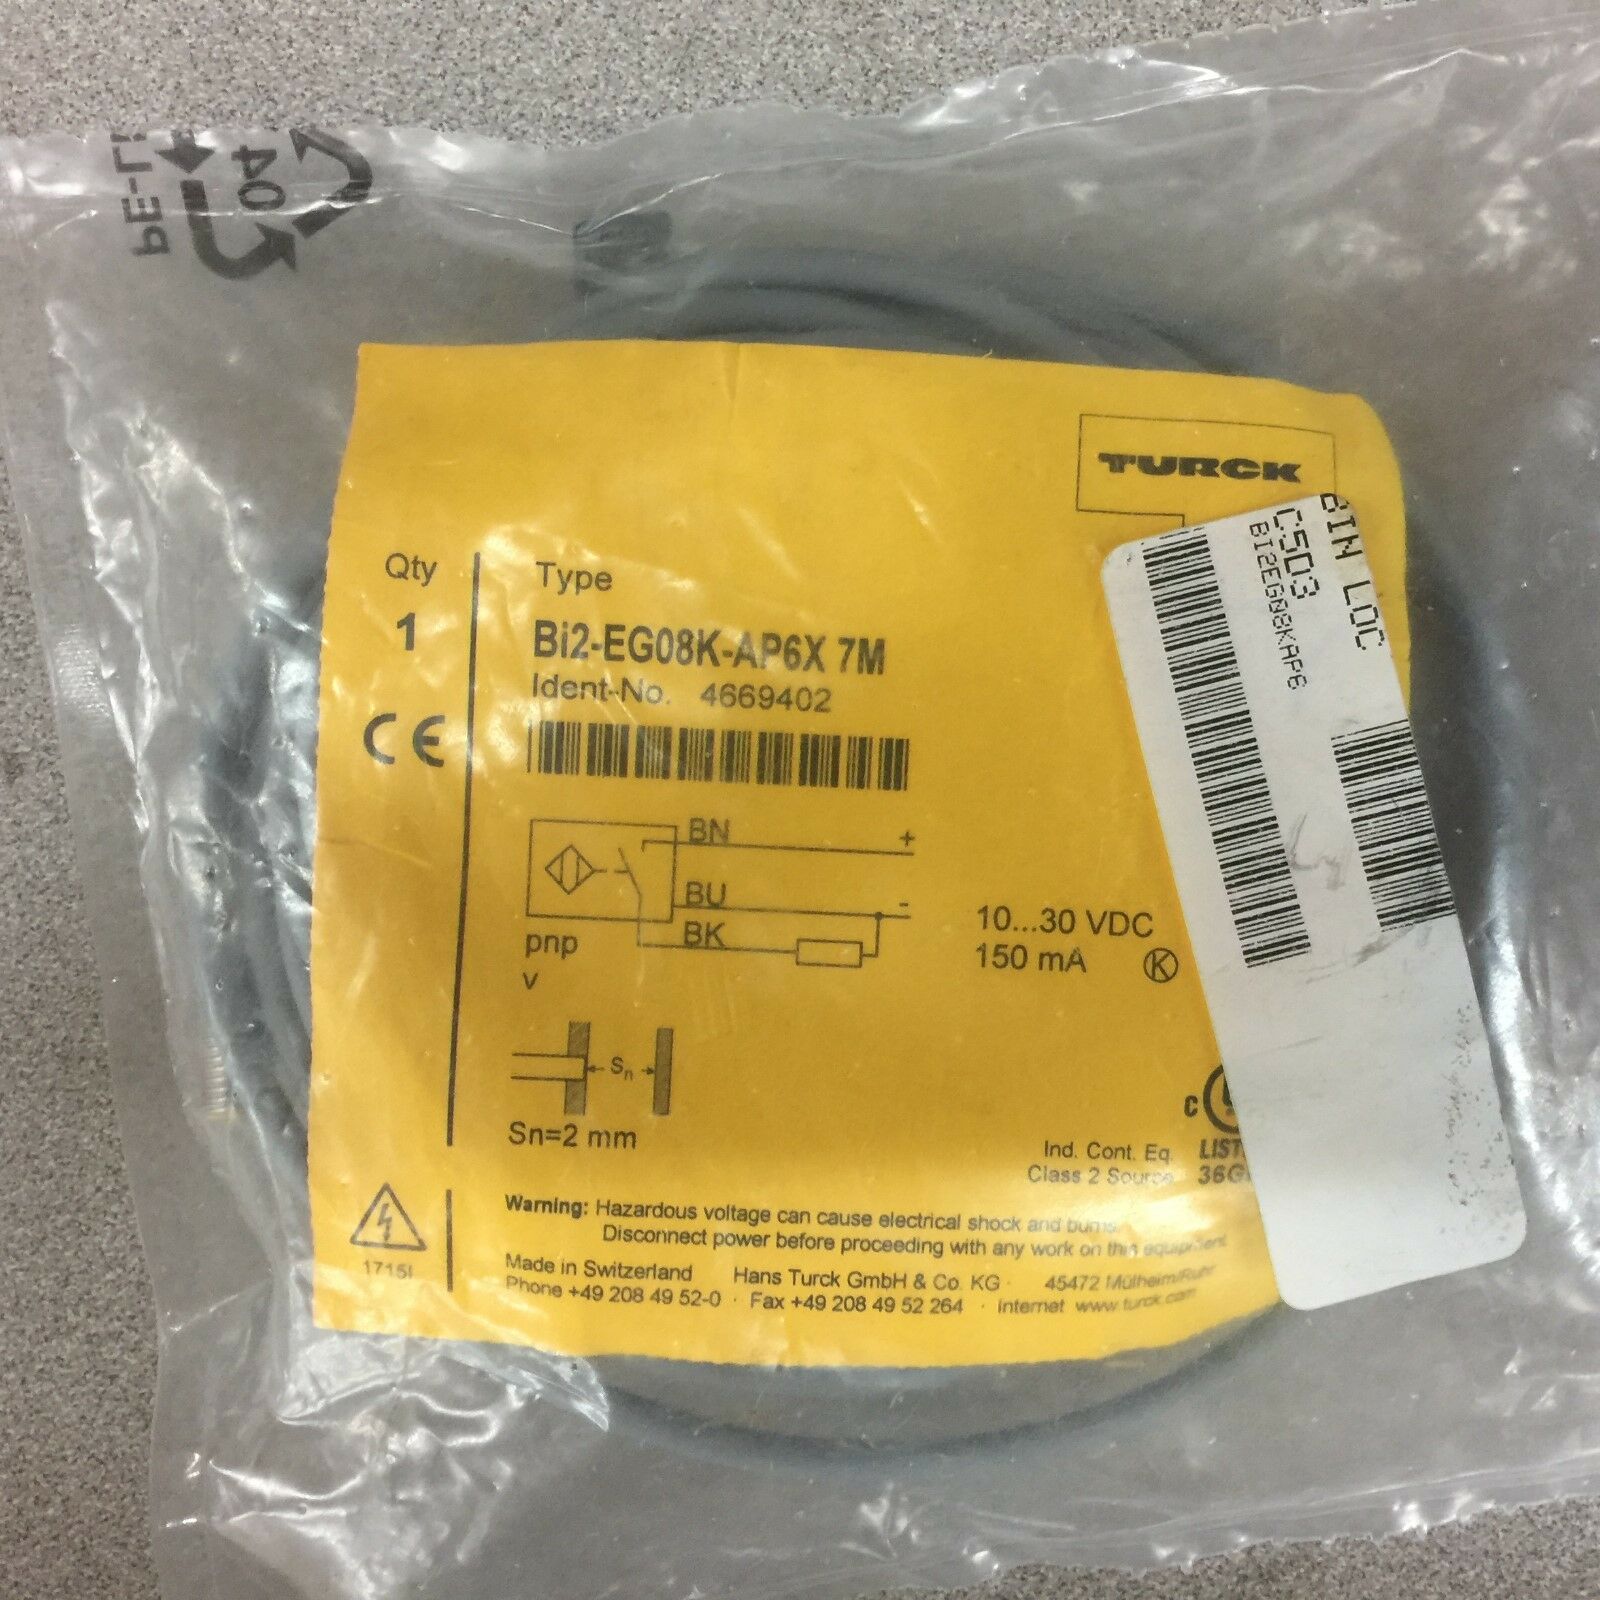 PE-LI
04
TURCK
BIN LOC
C5D3
BI2EG08KAP6
Qty
1
Type
Bi2-EG08K-AP6X 7M
Ident-No. 4669402
CE
BN +
BU -
BK
pnp
v
10...30 VDC
150 mA K
Sn
Sn=2 mm
c
Ind. Cont. Eq.
Class 2 Source
Warning: Hazardous voltage can cause electrical shock and burns.
Disconnect power before proceeding with any work on this equipment
1715I
Made in Switzerland Hans Turck GmbH & Co. KG · 45472 Mülheim/Ruhr
Phone +49 208 49 52-0 · Fax +49 208 49 52 264 · Internet www.turck.com